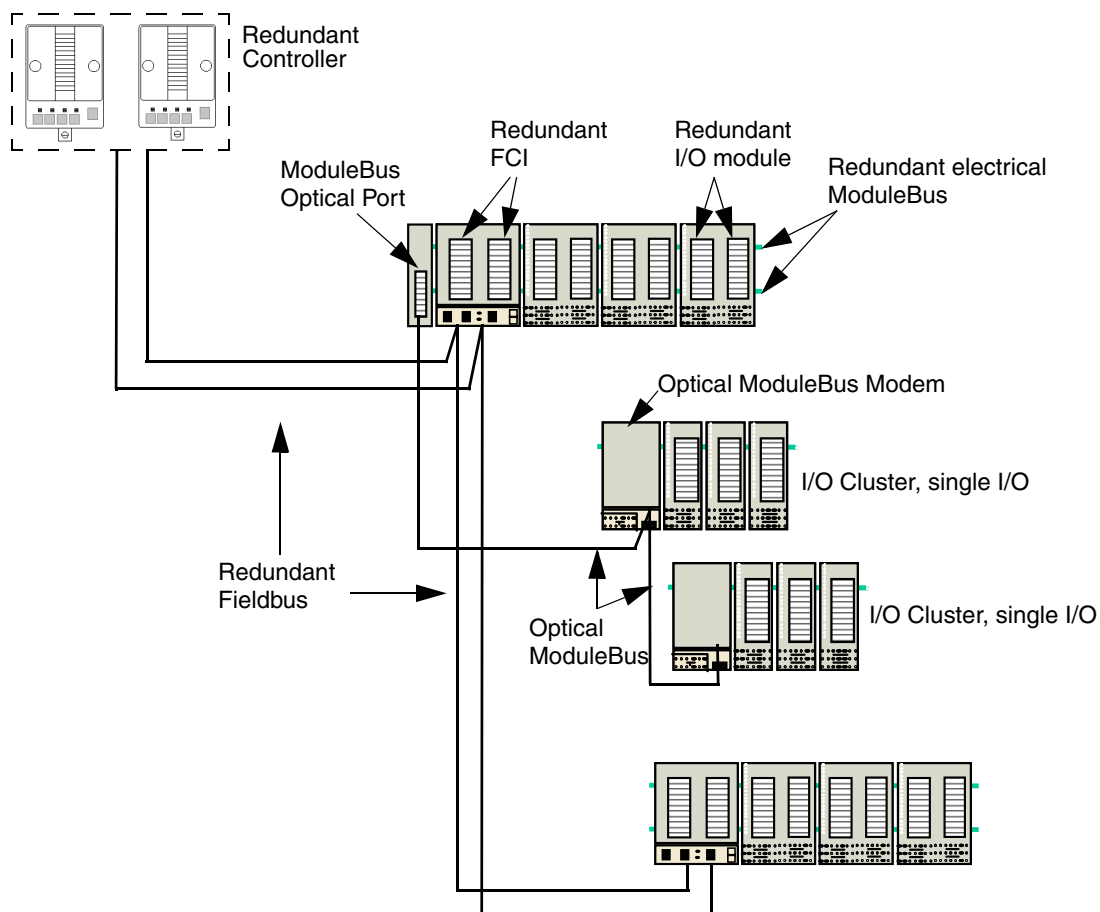 Redundant
Controller
Redundant
FCI
Redundant
I/O module
ModuleBus
Optical Port
Redundant electrical
ModuleBus
Optical ModuleBus Modem
I/O Cluster, single I/O
Redundant
Fieldbus
Optical
ModuleBus
I/O Cluster, single I/O